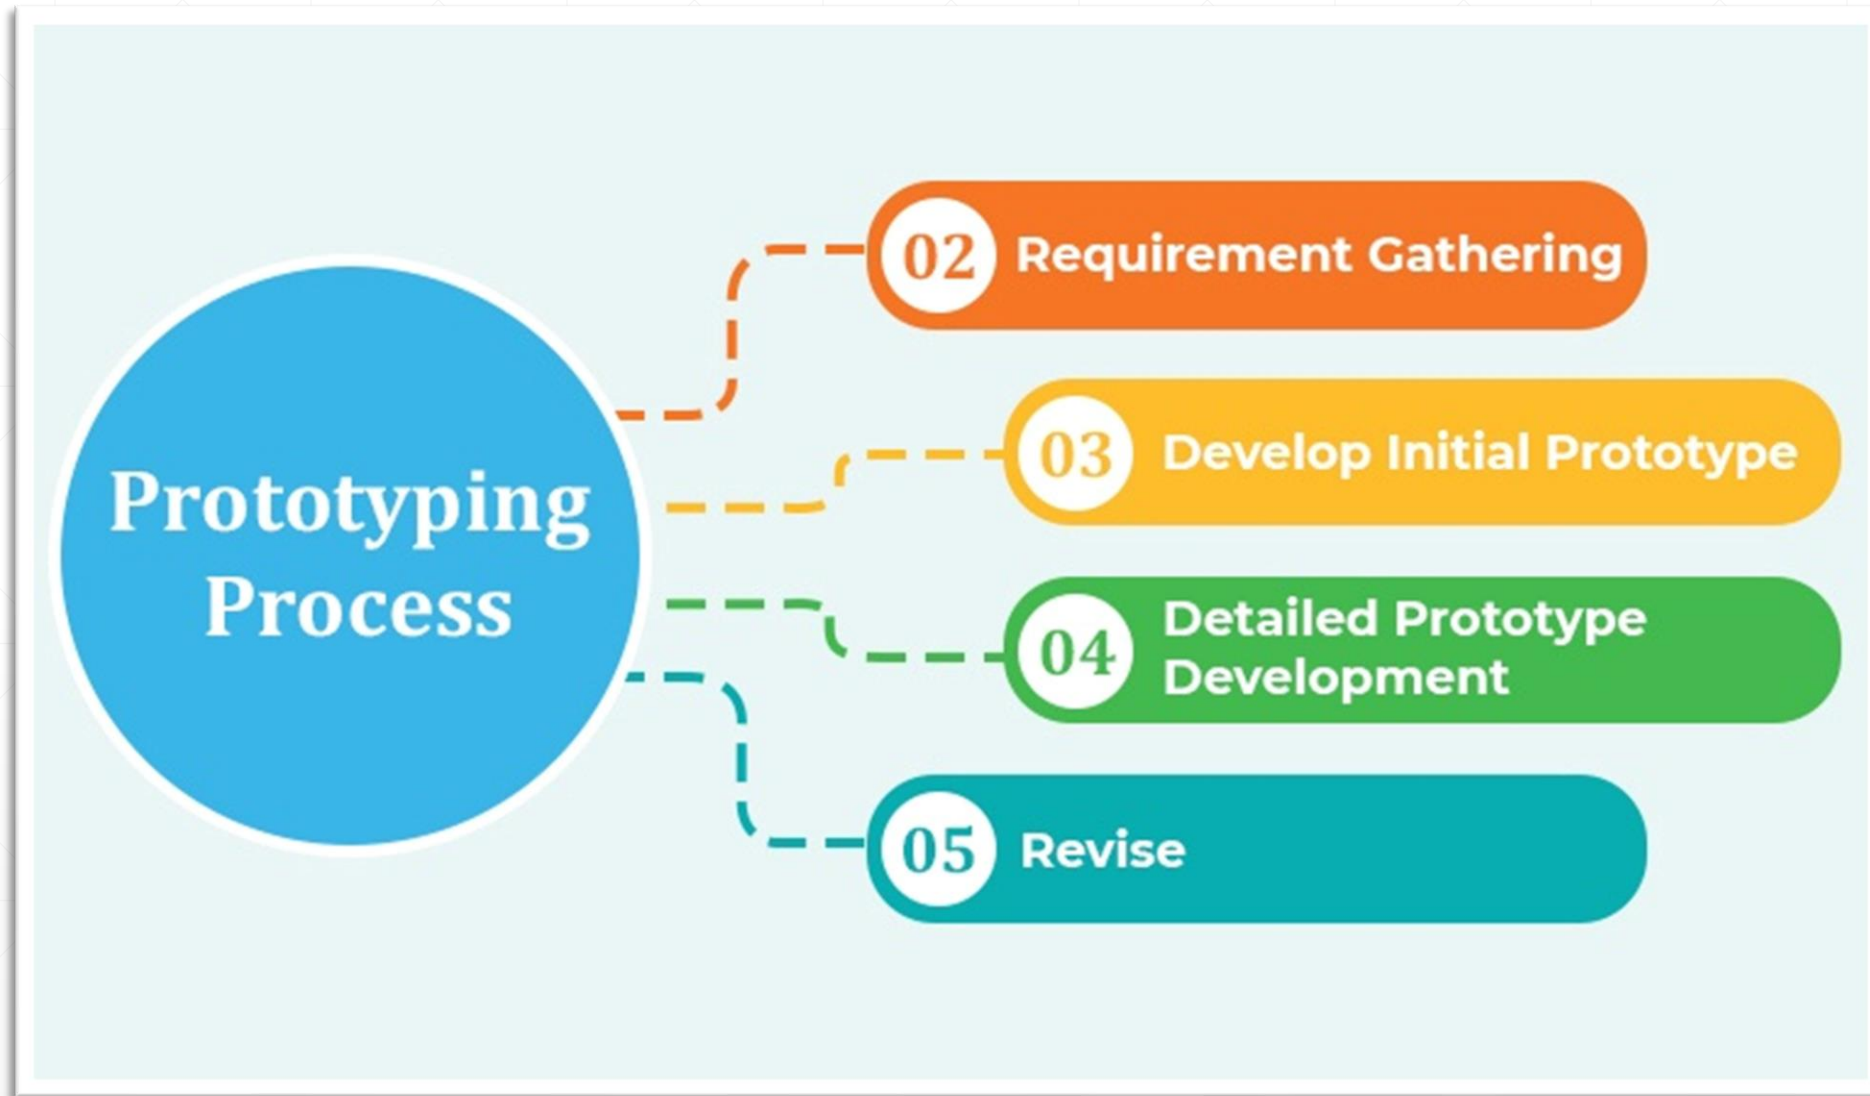 Prototyping
Process
02 Requirement Gathering
03 Develop Initial Prototype
04 Detailed Prototype
Development
05 Revise